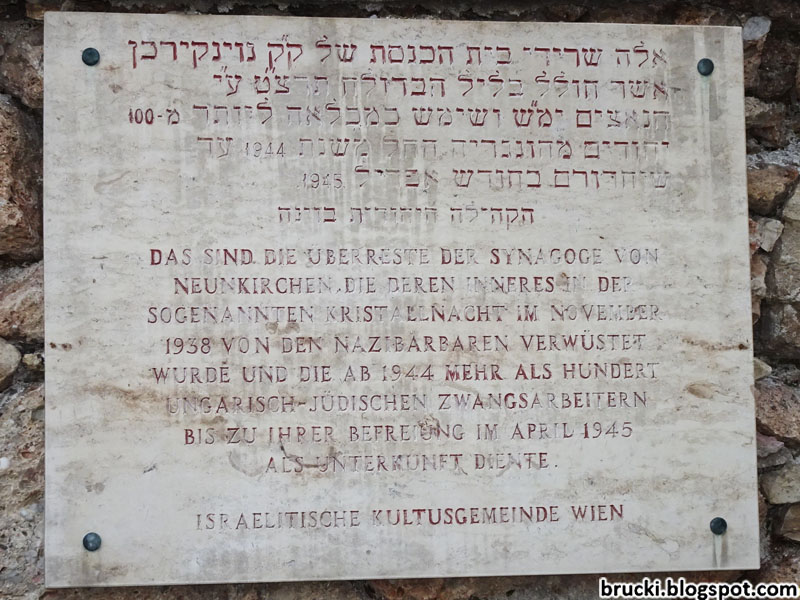 אלה שרידי בית הכנסת של ק״ק נוינקירכן
אשר חולל בליל הבדולח תרצ״ט ע״י
הנאצים ימ״ש ושימש כמכלאה ליותר מ-100
יהודים מהונגריה החל משנת 1944 עד
שיחרורם בחודש אפריל 1945.
הקהילה היהודית בוינה
DAS SIND DIE ÜBERRESTE DER SYNAGOGE VON
NEUNKIRCHEN, DIE DEREN INNERES IN DER
SOGENANNTEN KRISTALLNACHT IM NOVEMBER
1938 VON DEN NAZIBARBAREN VERWÜSTET
WURDE UND DIE AB 1944 MEHR ALS HUNDERT
UNGARISCH-JÜDISCHEN ZWANGSARBEITERN
BIS ZU IHRER BEFREIUNG IM APRIL 1945
ALS UNTERKUNFT DIENTE.
ISRAELITISCHE KULTUSGEMEINDE WIEN
brucki.blogspot.com